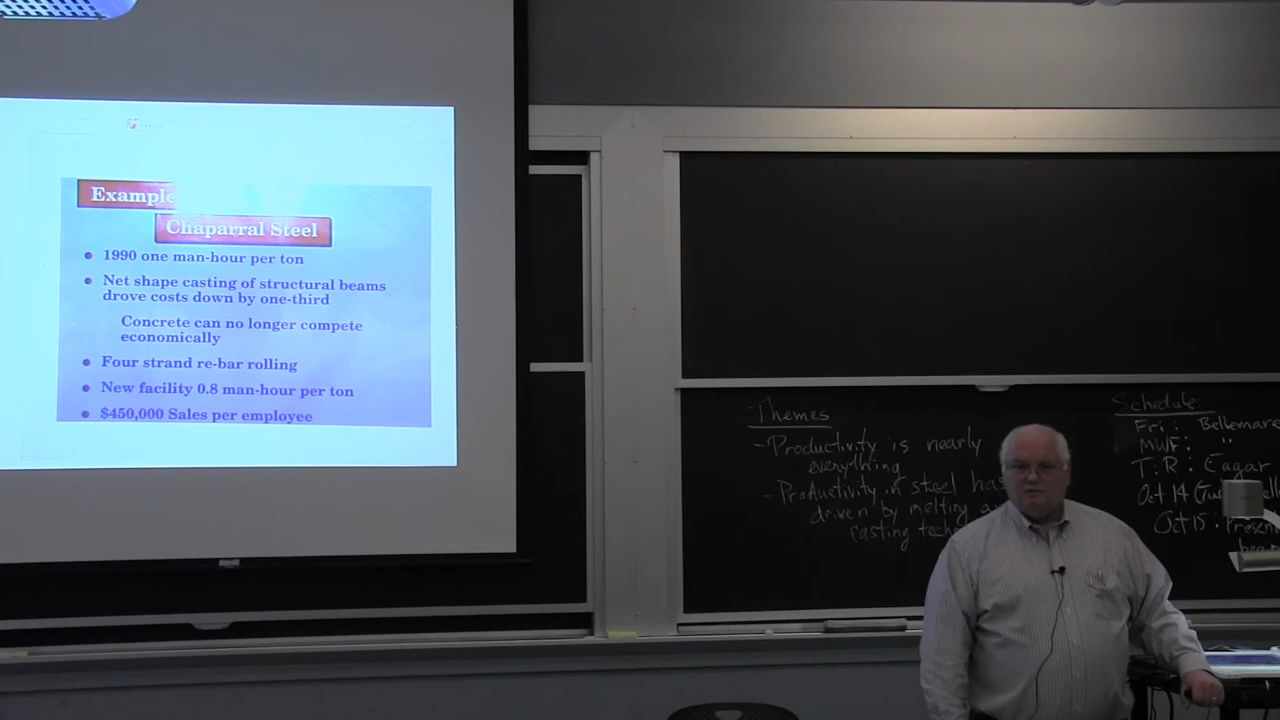 Example
Chaparral Steel
• 1990 one man-hour per ton
• Net shape casting of structural beams
drove costs down by one-third
Concrete can no longer compete
economically
• Four strand re-bar rolling
• New facility 0.8 man-hour per ton
• $450,000 Sales per employee
Themes
- Productivity is nearly
everything
- Productivity in steel has
driven by melting
casting
Schedule:
Fri: Bellemare
MWF: "
T:R: Eagar
Oct 14
Oct 15: